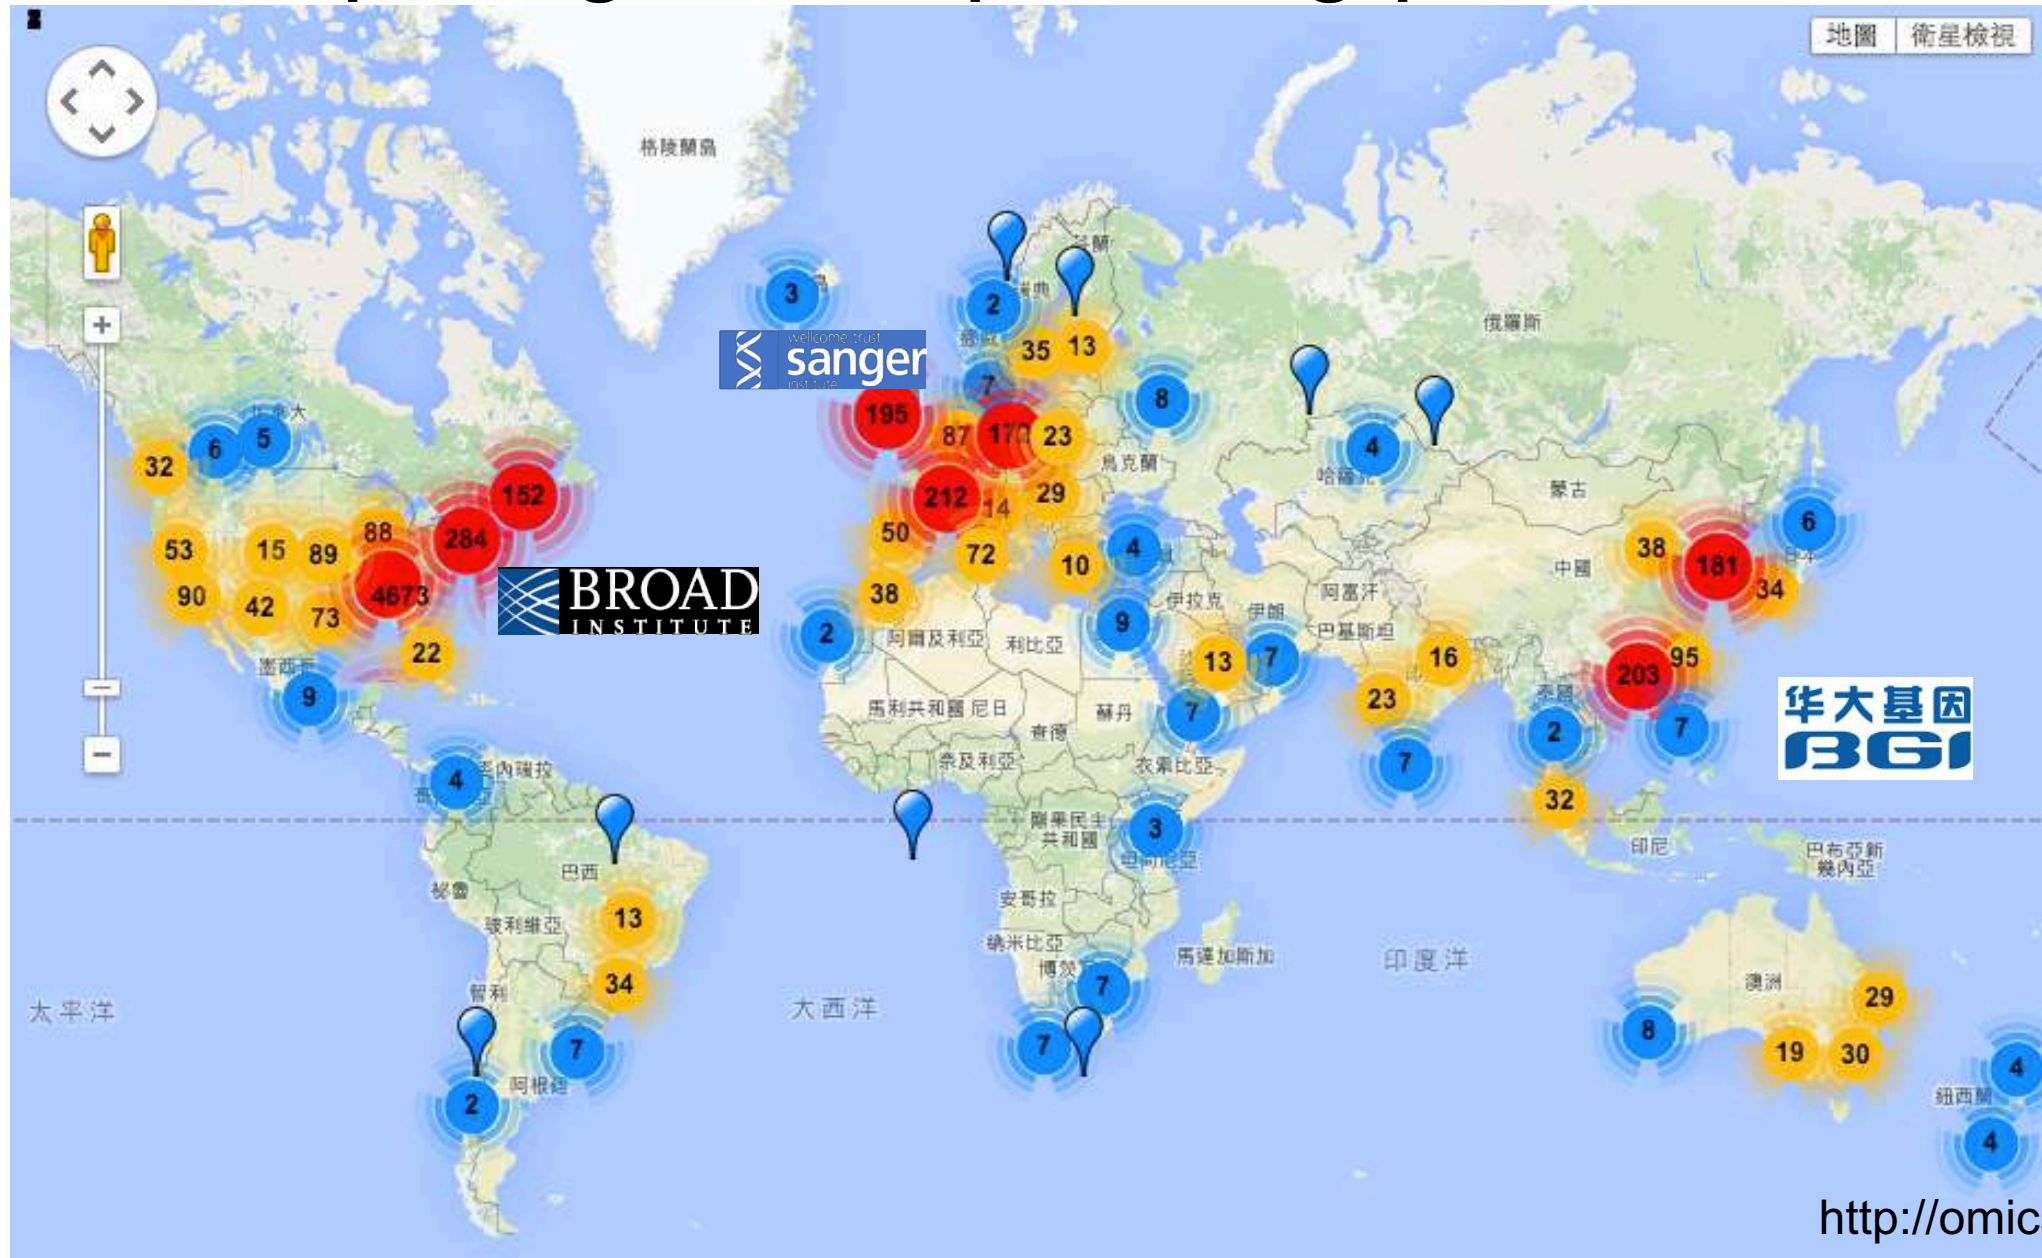 地圖 衛星檢視
格陵蘭島
3
2
俄羅斯
wellcome trust
sanger
institute
35 13
7
195
8
87
23
烏克蘭
4
32
6
5
152
212
14
29
蒙古
6
53
15
89
88
284
50
72
10
4
中國
38
181
34
90
42
73
4673
BROAD
INSTITUTE
38
伊拉克
伊朗
阿富汗
巴基斯坦
2
阿爾及利亞
利比亞
9
13
7
16
22
9
203
95
馬利共和國
尼日
蘇丹
查德
7
23
泰國
2
7
华大基因
BGI
4
委內瑞拉
奈及利亞
衣索比亞
7
32
剛果民主
共和國
3
坦尚尼亞
印尼
巴布亞新
幾內亞
巴西
秘魯
玻利維亞
13
安哥拉
納米比亞
馬達加斯加
印度洋
34
7
澳洲
29
太平洋
智利
大西洋
7
7
8
19
30
阿根廷
2
4
紐西蘭
4
http://omic